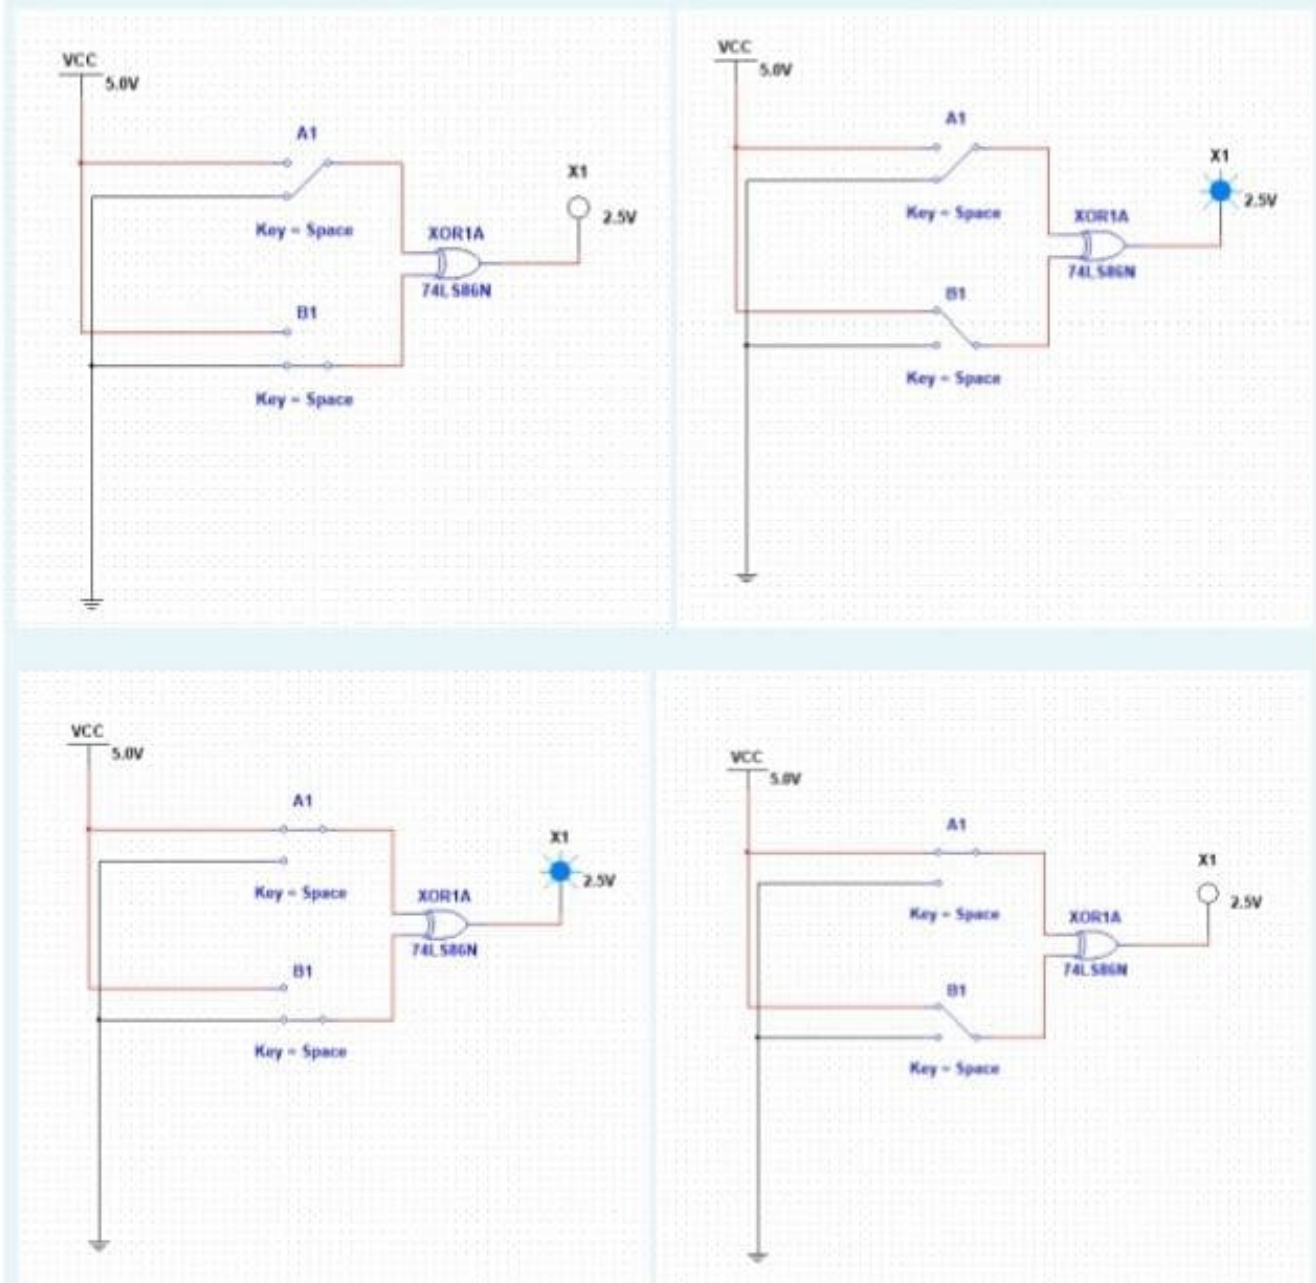 VCC
5.0V
A1
Key = Space
X1
2.5V
XOR1A
74LS86N
B1
Key = Space
VCC
5.0V
A1
Key = Space
X1
2.5V
XOR1A
74LS86N
B1
Key = Space
VCC
5.0V
A1
Key = Space
X1
2.5V
XOR1A
74LS86N
B1
Key = Space
VCC
5.0V
A1
Key = Space
X1
2.5V
XOR1A
74LS86N
B1
Key = Space